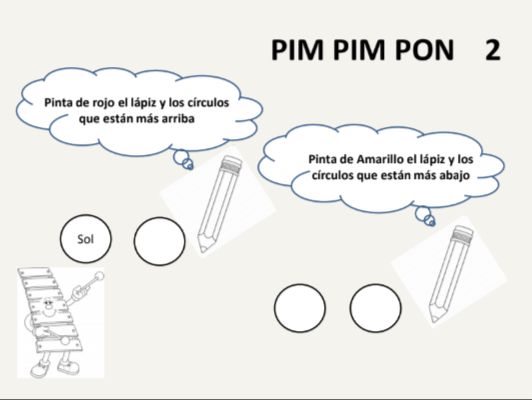 PIM PIM PON 2
Pinta de rojo el lápiz y los círculos
que están más arriba
Pinta de Amarillo el lápiz y los
círculos que están más abajo
Sol